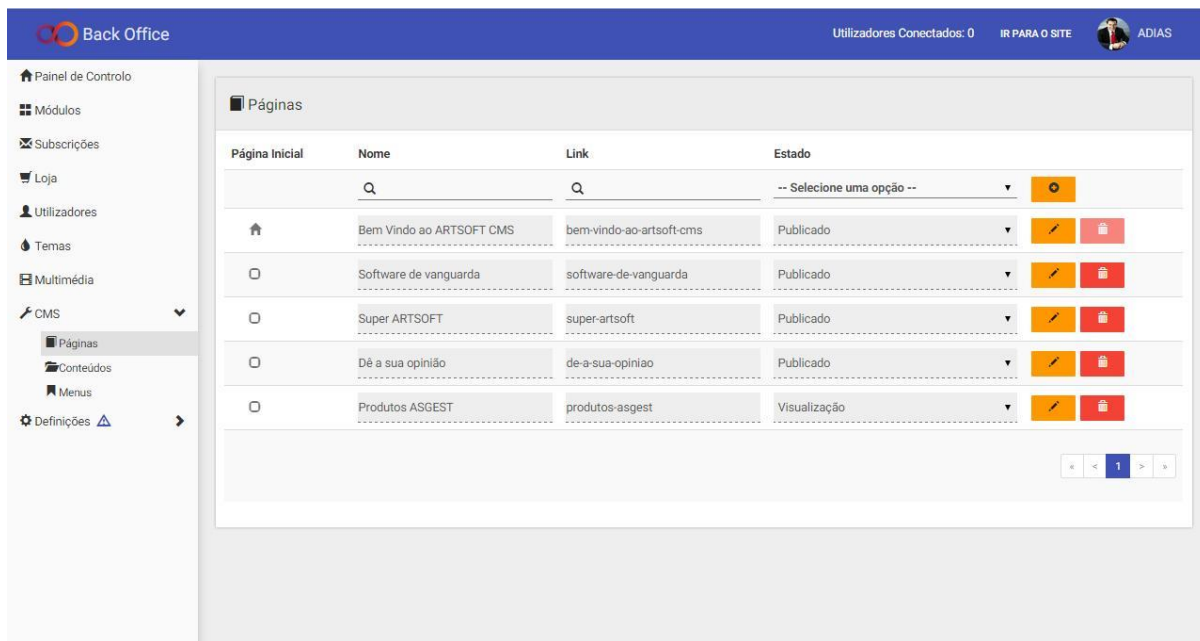 Back Office
Utilizadores Conectados: 0 IR PARA O SITE ADIAS
Painel de Controlo
Módulos
Subscrições
Loja
Utilizadores
Temas
Multimédia
CMS
Páginas
Conteúdos
Menus
Definições
Páginas
Página Inicial Nome Link Estado
-- Selecione uma opção --
Bem Vindo ao ARTSOFT CMS bem-vindo-ao-artsoft-cms Publicado
Software de vanguarda software-de-vanguarda Publicado
Super ARTSOFT super-artsoft Publicado
Dê a sua opinião de-a-sua-opiniao Publicado
Produtos ASGEST produtos-asgest Visualização
« < 1 > »